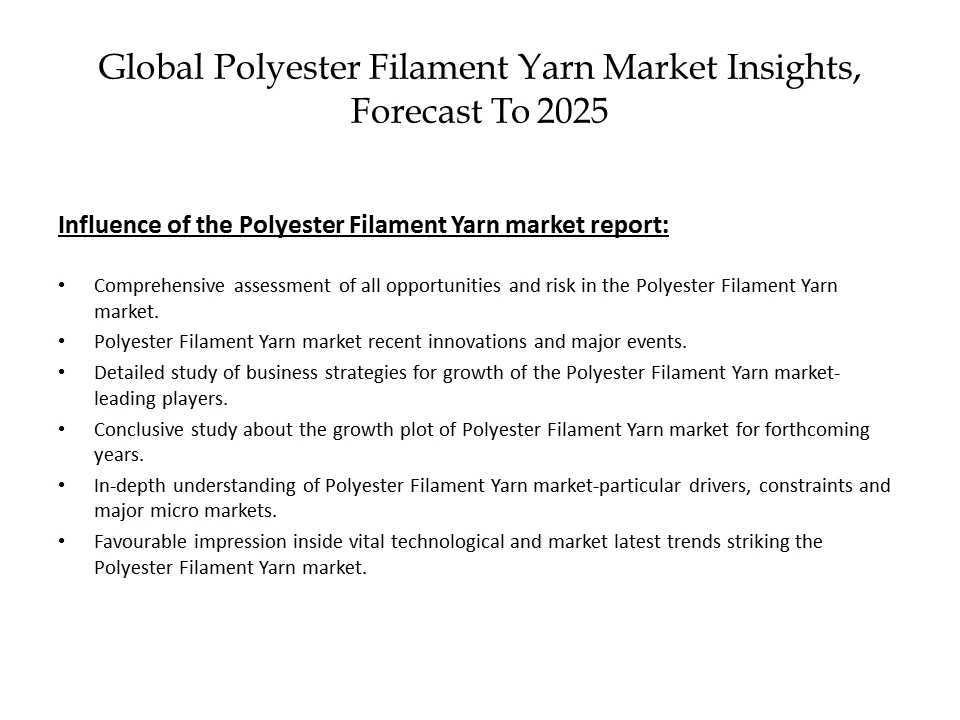 Global Polyester Filament Yarn Market Insights,
Forecast To 2025
Influence of the Polyester Filament Yarn market report:
• Comprehensive assessment of all opportunities and risk in the Polyester Filament Yarn
market.
• Polyester Filament Yarn market recent innovations and major events.
• Detailed study of business strategies for growth of the Polyester Filament Yarn market-
leading players.
• Conclusive study about the growth plot of Polyester Filament Yarn market for forthcoming
years.
• In-depth understanding of Polyester Filament Yarn market-particular drivers, constraints and
major micro markets.
• Favourable impression inside vital technological and market latest trends striking the
Polyester Filament Yarn market.